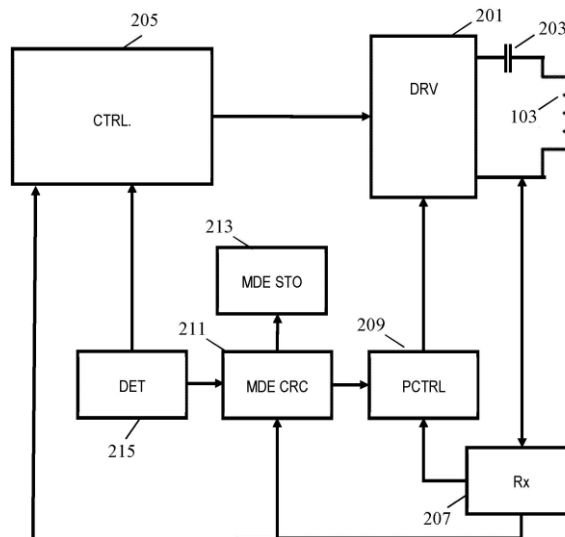 205
201
203
DRV
103
CTRL.
213
MDE STO
211
209
DET
MDE CRC
PCTRL
215
Rx
207